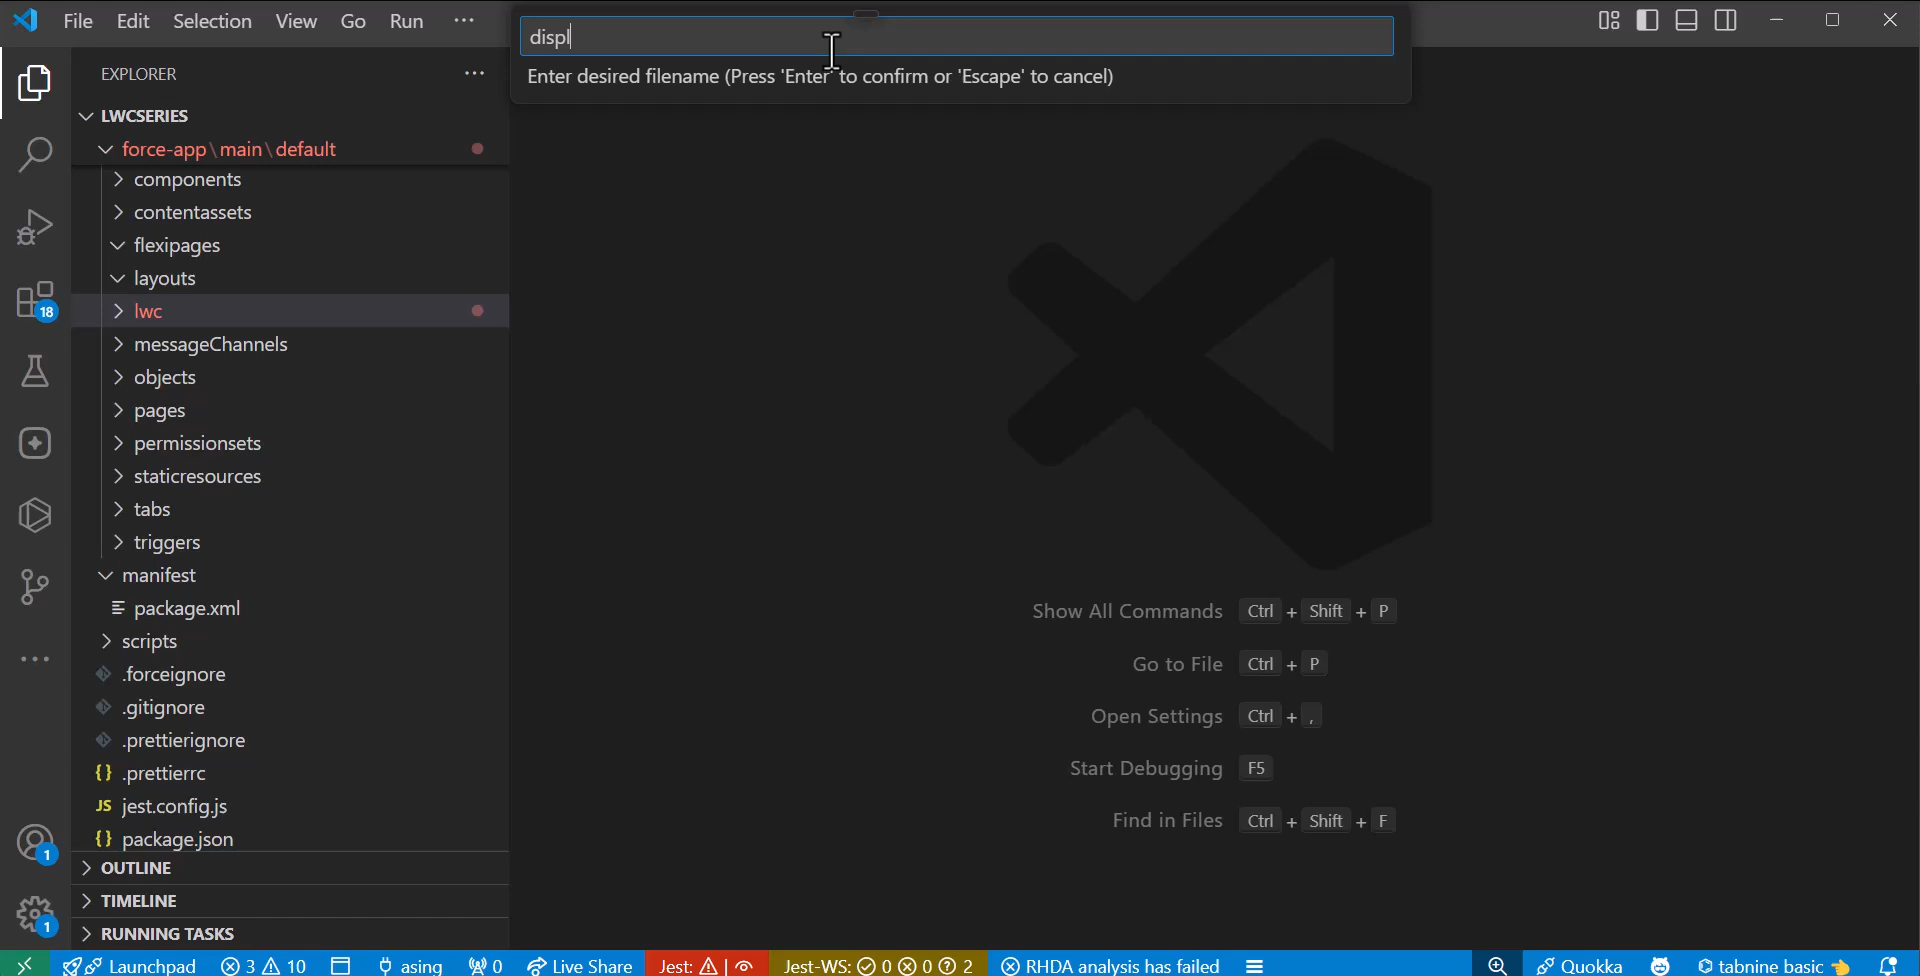 File Edit Selection View Go Run ···
displ
Enter desired filename (Press 'Enter' to confirm or 'Escape' to cancel)
EXPLORER ···
LWCSERIES
force-app\main\default
components
contentassets
flexipages
layouts
lwc
messageChannels
objects
pages
permissionsets
staticresources
tabs
triggers
manifest
package.xml
scripts
.forceignore
.gitignore
.prettierignore
{} .prettierrc
JS jest.config.js
{} package.json
OUTLINE
TIMELINE
RUNNING TASKS
18
1
1
Show All Commands Ctrl + Shift + P
Go to File Ctrl + P
Open Settings Ctrl + ,
Start Debugging F5
Find in Files Ctrl + Shift + F
Launchpad 3 10 asing 0 Live Share Jest: | Jest-WS: 0 0 2 RHDA analysis has failed Quokka tabnine basic